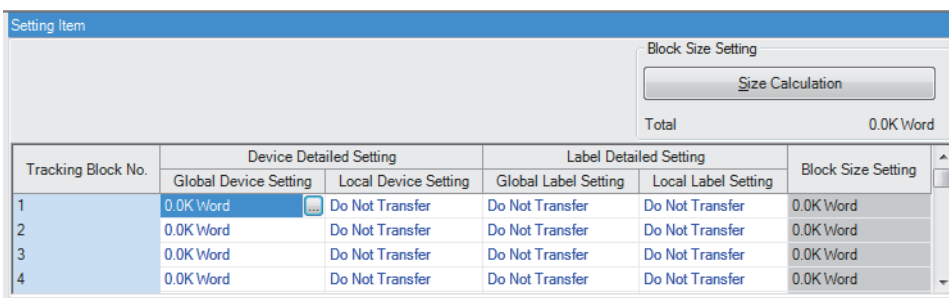 Setting Item
Block Size Setting
Size Calculation
Total 0.0K Word
Tracking Block No. Device Detailed Setting Label Detailed Setting Block Size Setting
Global Device Setting Local Device Setting Global Label Setting Local Label Setting
1 0.0K Word ... Do Not Transfer Do Not Transfer Do Not Transfer 0.0K Word
2 0.0K Word Do Not Transfer Do Not Transfer Do Not Transfer 0.0K Word
3 0.0K Word Do Not Transfer Do Not Transfer Do Not Transfer 0.0K Word
4 0.0K Word Do Not Transfer Do Not Transfer Do Not Transfer 0.0K Word